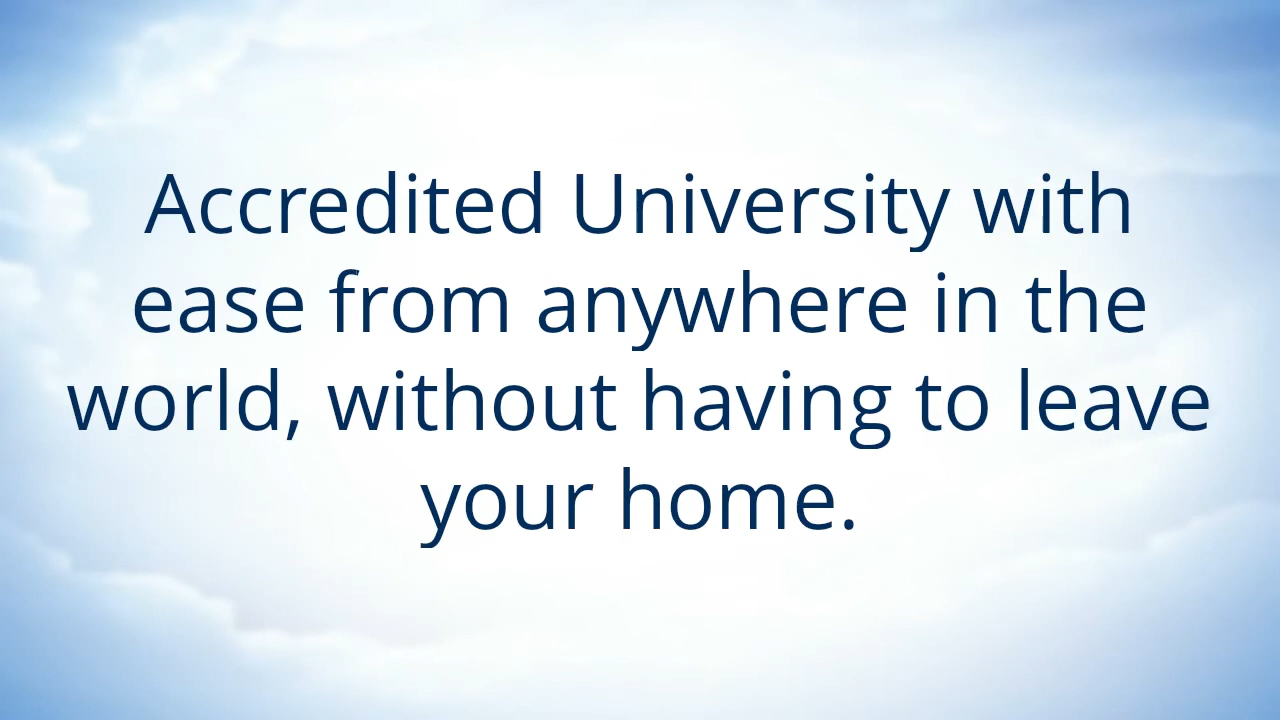 Accredited University with
ease from anywhere in the
world, without having to leave
your home.